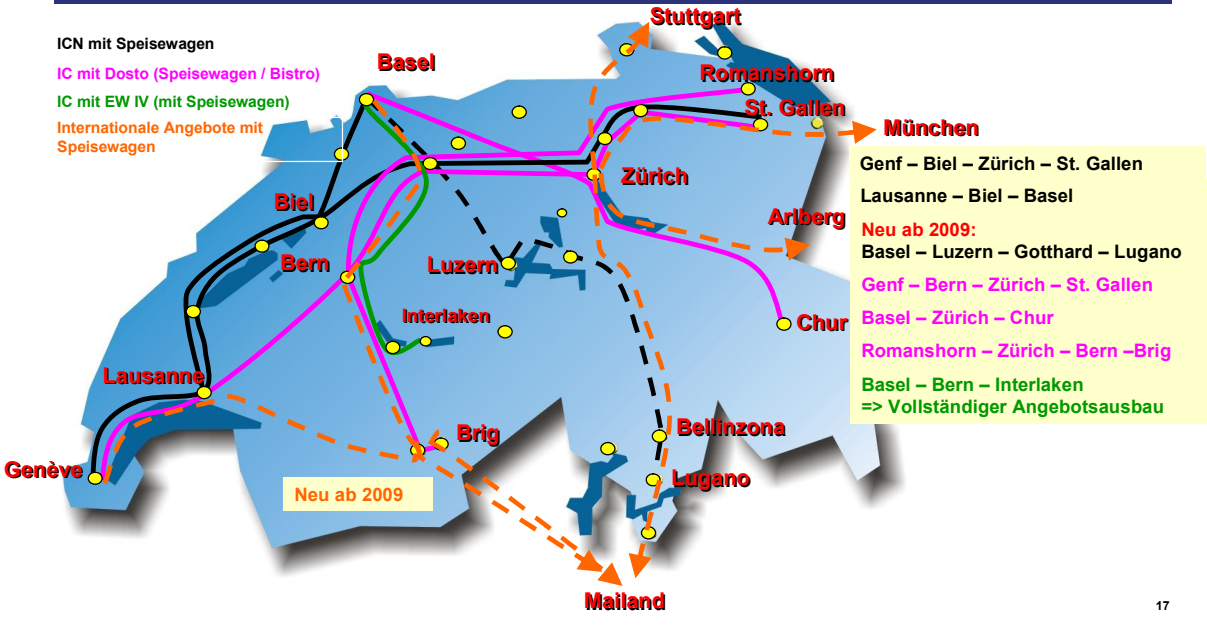 Stuttgart
ICN mit Speisewagen
Basel
IC mit Dosto (Speisewagen / Bistro)
Romanshorn
IC mit EW IV (mit Speisewagen)
St. Gallen
Internationale Angebote mit
Speisewagen
München
Genf – Biel – Zürich – St. Gallen
Zürich
Lausanne – Biel – Basel
Biel
Arlberg
Neu ab 2009:
Basel – Luzern – Gotthard – Lugano
Bern
Luzern
Genf – Bern – Zürich – St. Gallen
Interlaken
Chur
Basel – Zürich – Chur
Romanshorn – Zürich – Bern –Brig
Lausanne
Basel – Bern – Interlaken
=> Vollständiger Angebotsausbau
Brig
Bellinzona
Genève
Lugano
Neu ab 2009
Mailand
17